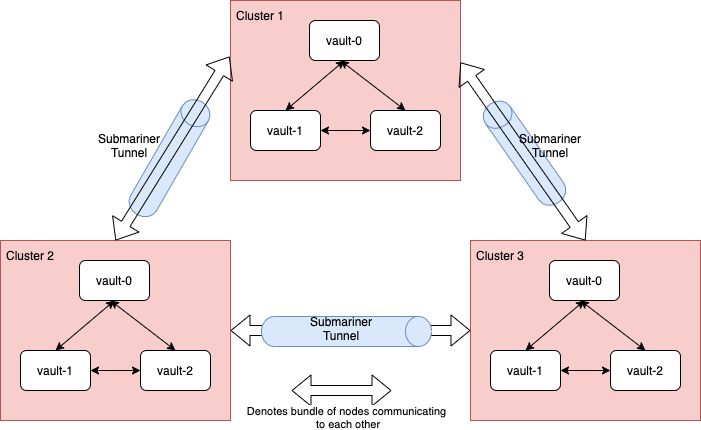 Cluster 1
vault-0
vault-1
vault-2
Submariner
Tunnel
Submariner
Tunnel
Cluster 2
vault-0
vault-1
vault-2
Submariner
Tunnel
Cluster 3
vault-0
vault-1
vault-2
Denotes bundle of nodes communicating
to each other